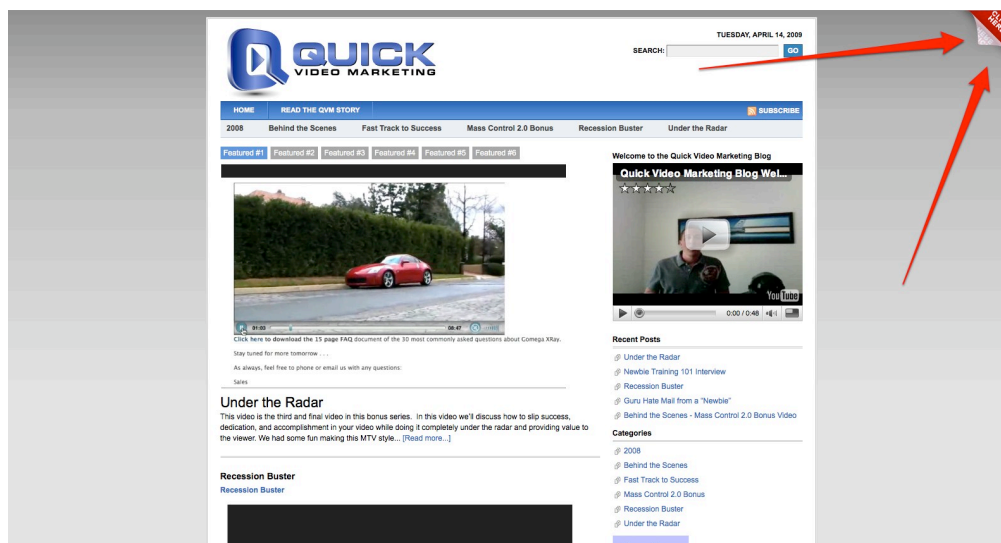 CLICK
HERE
QUICK
VIDEO MARKETING
TUESDAY, APRIL 14, 2009
SEARCH:
GO
HOME
READ THE QVM STORY
SUBSCRIBE
2008
Behind the Scenes
Fast Track to Success
Mass Control 2.0 Bonus
Recession Buster
Under the Radar
Featured #1
Featured #2
Featured #3
Featured #4
Featured #5
Featured #6
01:03
08:47
Click here to download the 15 page FAQ document of the 30 most commonly asked questions about Gomega XRay.
Stay tuned for more tomorrow . . .
As always, feel free to phone or email us with any questions:
Sales
Under the Radar
This video is the third and final video in this bonus series. In this video we'll discuss how to slip success,
dedication, and accomplishment in your video while doing it completely under the radar and providing value to
the viewer. We had some fun making this MTV style... [Read more...]
Recession Buster
Recession Buster
Welcome to the Quick Video Marketing Blog
Quick Video Marketing Blog Wel...
YouTube
0:00 / 0:48
Recent Posts
Under the Radar
Newbie Training 101 Interview
Recession Buster
Guru Hate Mail from a "Newbie"
Behind the Scenes - Mass Control 2.0 Bonus Video
Categories
2008
Behind the Scenes
Fast Track to Success
Mass Control 2.0 Bonus
Recession Buster
Under the Radar